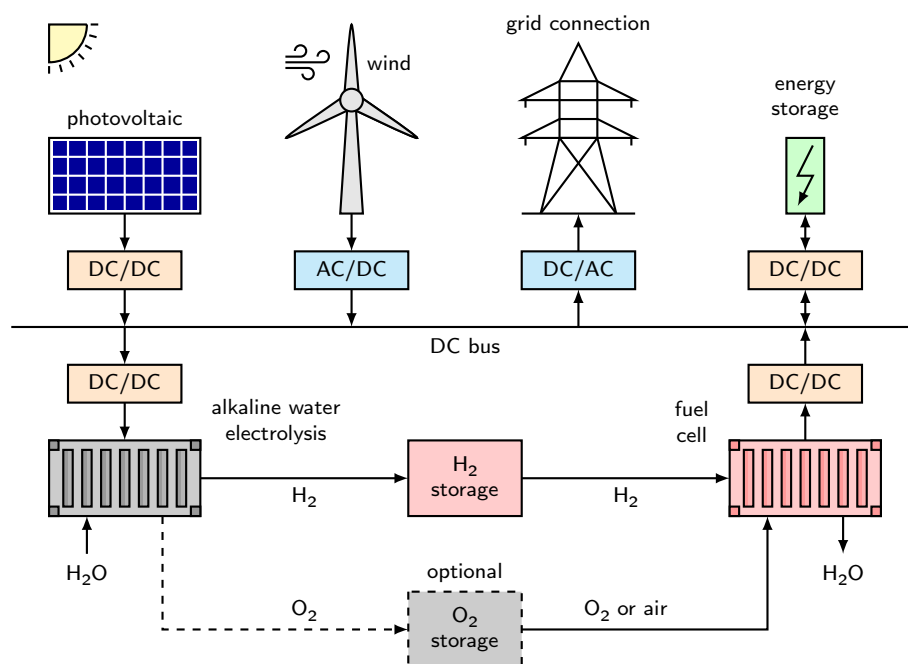 grid connection
wind
energy
storage
photovoltaic
DC/DC
AC/DC
DC/AC
DC/DC
DC bus
DC/DC
DC/DC
alkaline water
electrolysis
fuel
cell
H₂
storage
H₂
H₂
H₂O
H₂O
optional
O₂
O₂
storage
O₂ or air